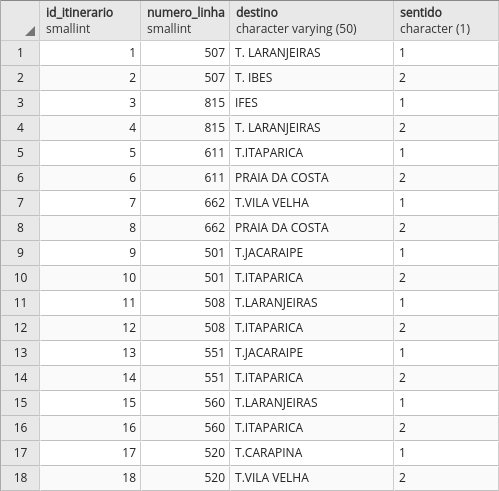 id_itinerario numero_linha destino sentido
smallint smallint character varying (50) character (1)
1 1 507 T. LARANJEIRAS 1
2 2 507 T. IBES 2
3 3 815 IFES 1
4 4 815 T. LARANJEIRAS 2
5 5 611 T.ITAPARICA 1
6 6 611 PRAIA DA COSTA 2
7 7 662 T.VILA VELHA 1
8 8 662 PRAIA DA COSTA 2
9 9 501 T.JACARAIPE 1
10 10 501 T.ITAPARICA 2
11 11 508 T.LARANJEIRAS 1
12 12 508 T.ITAPARICA 2
13 13 551 T.JACARAIPE 1
14 14 551 T.ITAPARICA 2
15 15 560 T.LARANJEIRAS 1
16 16 560 T.ITAPARICA 2
17 17 520 T.CARAPINA 1
18 18 520 T.VILA VELHA 2